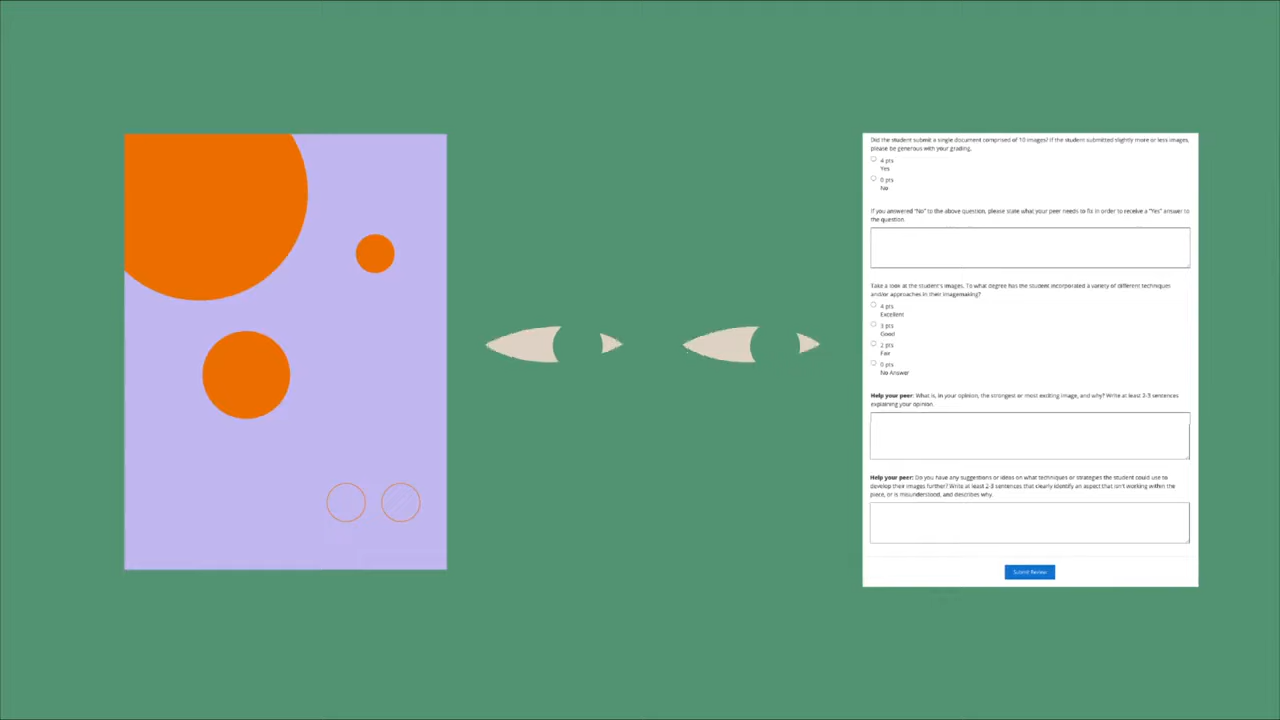 Did the student submit a single document comprised of 10 images? If the student submitted slightly more or less images,
please be generous with your grading.
4 pts
Yes
0 pts
No
If you answered "No" to the above question, please state what your peer needs to fix in order to receive a "Yes" answer to
the question.
Take a look at the student's images. To what degree has the student incorporated a variety of different techniques
and/or approaches in their imagemaking?
4 pts
Excellent
3 pts
Good
2 pts
Fair
0 pts
No Answer
Help your peer: What is, in your opinion, the strongest or most exciting image, and why? Write at least 2-3 sentences
explaining your opinion.
Help your peer: Do you have any suggestions or ideas on what techniques or strategies the student could use to
develop their images further? Write at least 2-3 sentences that clearly identify an aspect that isn't working within the
piece, or is misunderstood, and describes why.
Submit Review